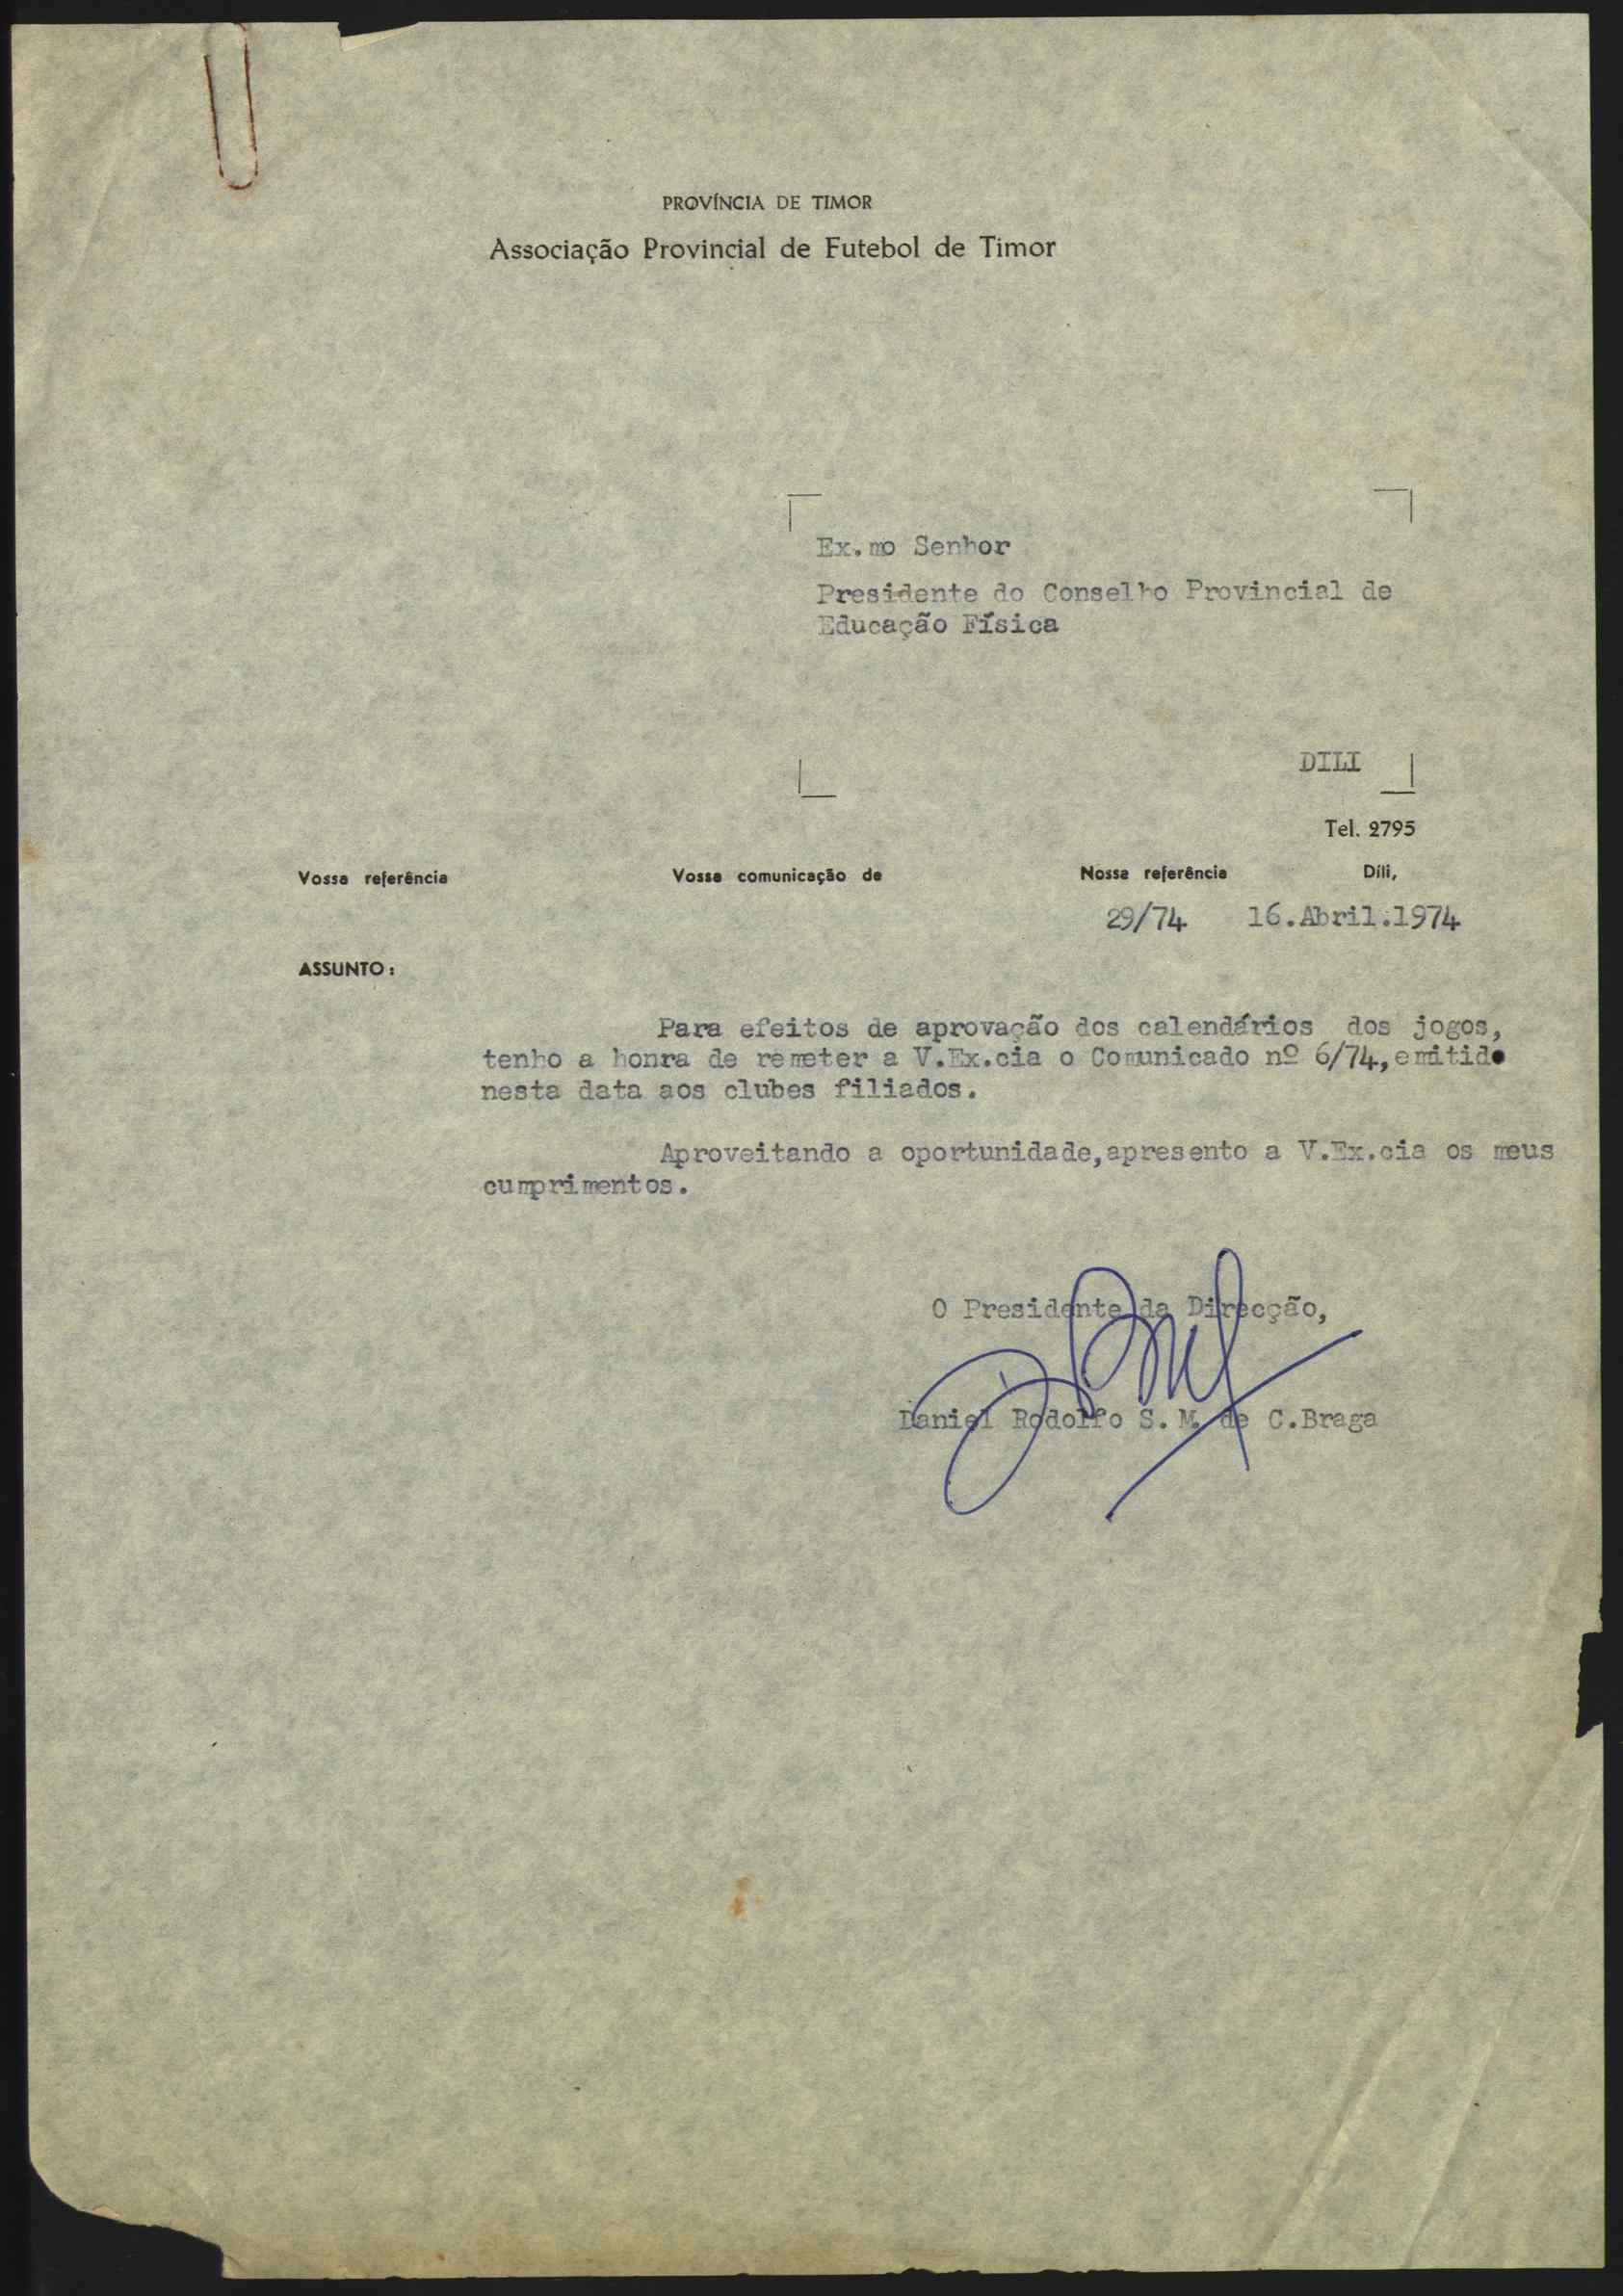 PROVÍNCIA DE TIMOR
Associação Provincial de Futebol de Timor
Ex.mo Senhor
Presidente do Conselho Provincial de
Educação Física
DILI
Tel. 2795
Vossa referência Vossa comunicação de Nossa referência Díli,
29/74 16.Abril.1974
ASSUNTO:
Para efeitos de aprovação dos calendários dos jogos,
tenho a honra de remeter a V.Ex.cia o Comunicado nº 6/74,emitido
nesta data aos clubes filiados.
Aproveitando a oportunidade,apresento a V.Ex.cia os meus
cumprimentos.
O Presidente da Direcção,
Daniel Rodolfo S.M. de C.Braga